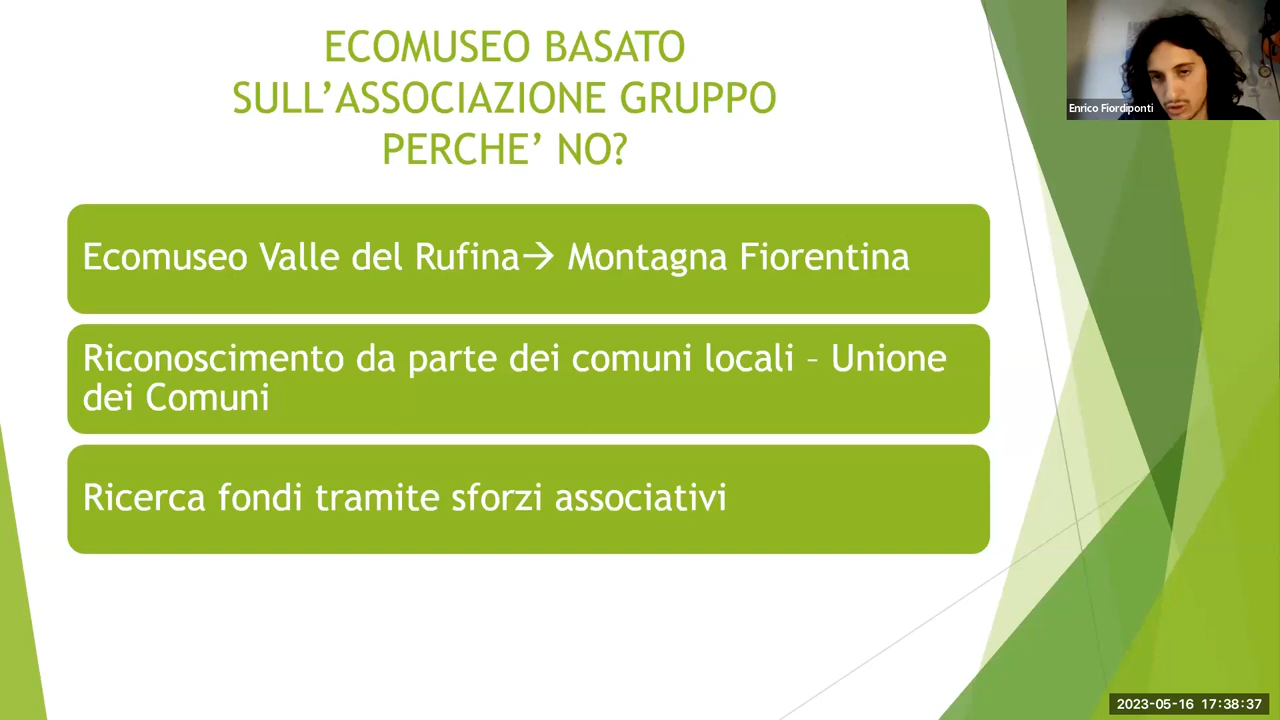 ECOMUSEO BASATO
SULL’ASSOCIAZIONE GRUPPO
PERCHE’ NO?
Enrico Fiordiponti
Ecomuseo Valle del Rufina→ Montagna Fiorentina
Riconoscimento da parte dei comuni locali – Unione
dei Comuni
Ricerca fondi tramite sforzi associativi
2023-05-16 17:38:37